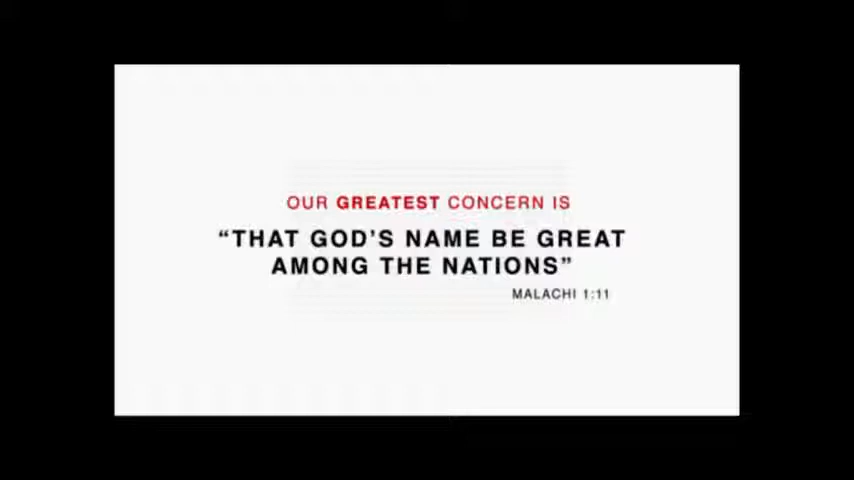 OUR GREATEST CONCERN IS
“THAT GOD’S NAME BE GREAT
AMONG THE NATIONS”
MALACHI 1:11